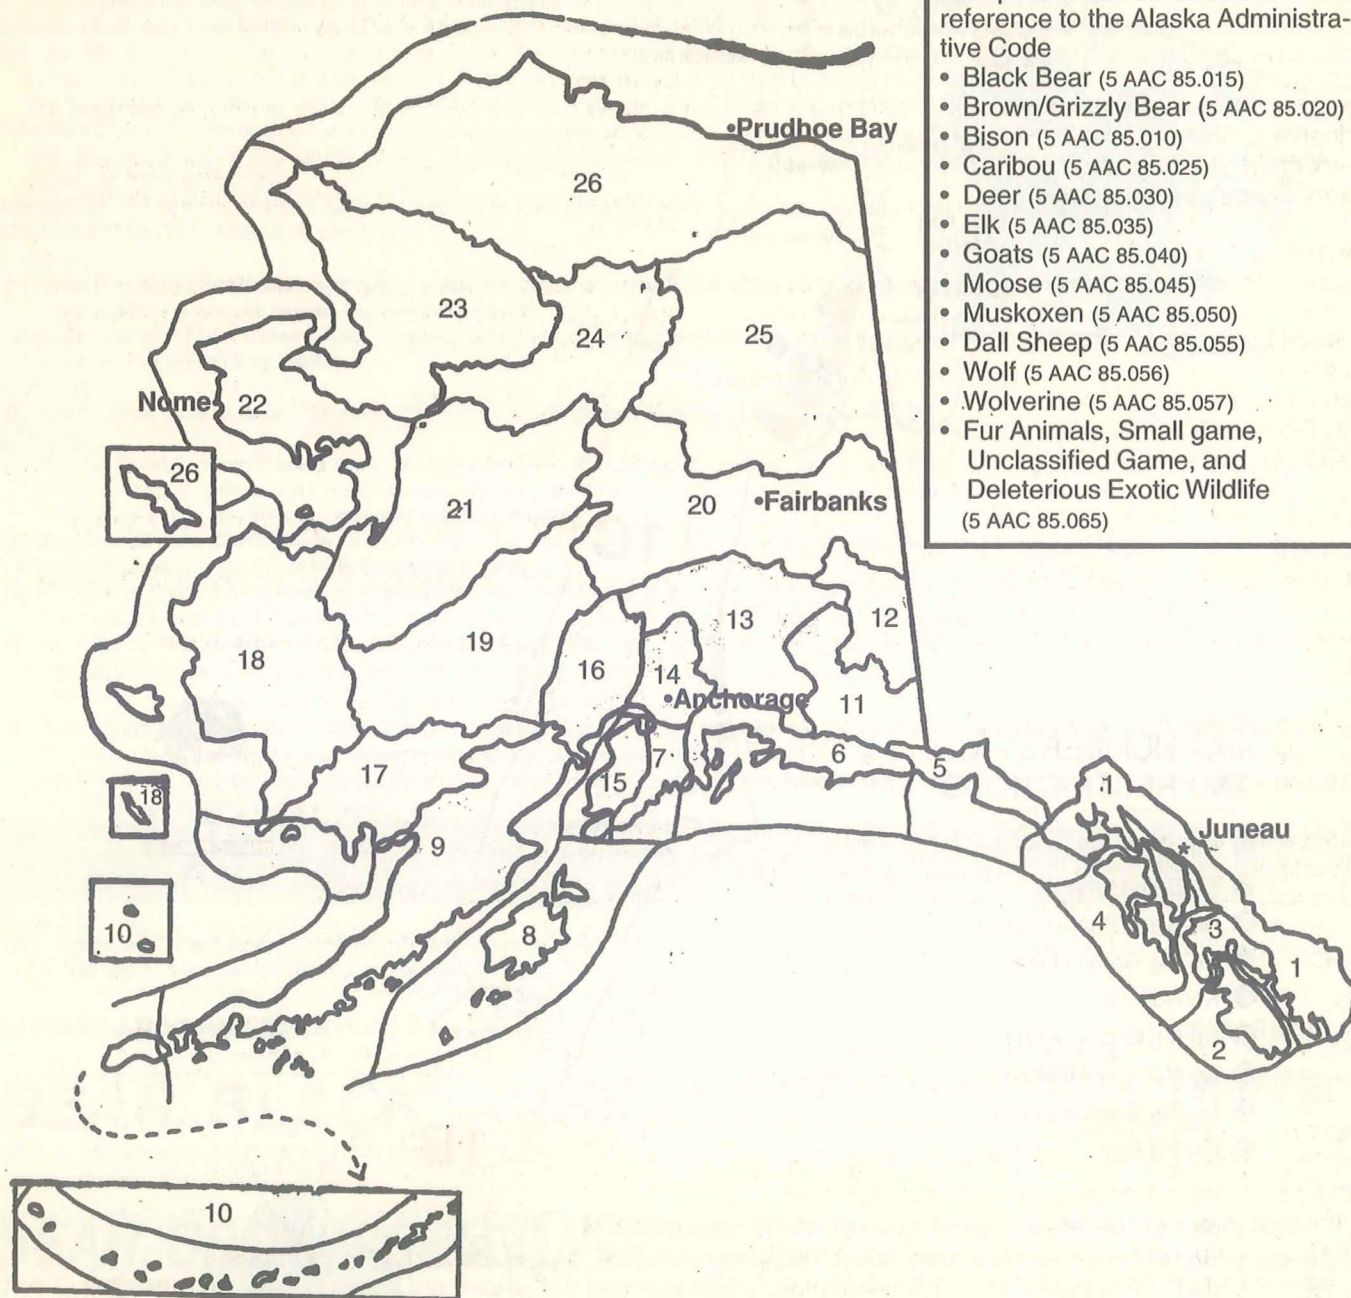 reference to the Alaska Administra-
tive Code
• Black Bear (5 AAC 85.015)
• Brown/Grizzly Bear (5 AAC 85.020)
• Bison (5 AAC 85.010)
• Caribou (5 AAC 85.025)
• Deer (5 AAC 85.030)
• Elk (5 AAC 85.035)
• Goats (5 AAC 85.040)
• Moose (5 AAC 85.045)
• Muskoxen (5 AAC 85.050)
• Dall Sheep (5 AAC 85.055)
• Wolf (5 AAC 85.056)
• Wolverine (5 AAC 85.057)
• Fur Animals, Small game,
Unclassified Game, and
Deleterious Exotic Wildlife
(5 AAC 85.065)
•Prudhoe Bay
26
23
24
25
Nome
22
26
21
20
•Fairbanks
19
18
16
13
12
14
•Anchorage
11
17
15
7
6
5
1
18
9
Juneau
*
10
8
4
3
1
2
10